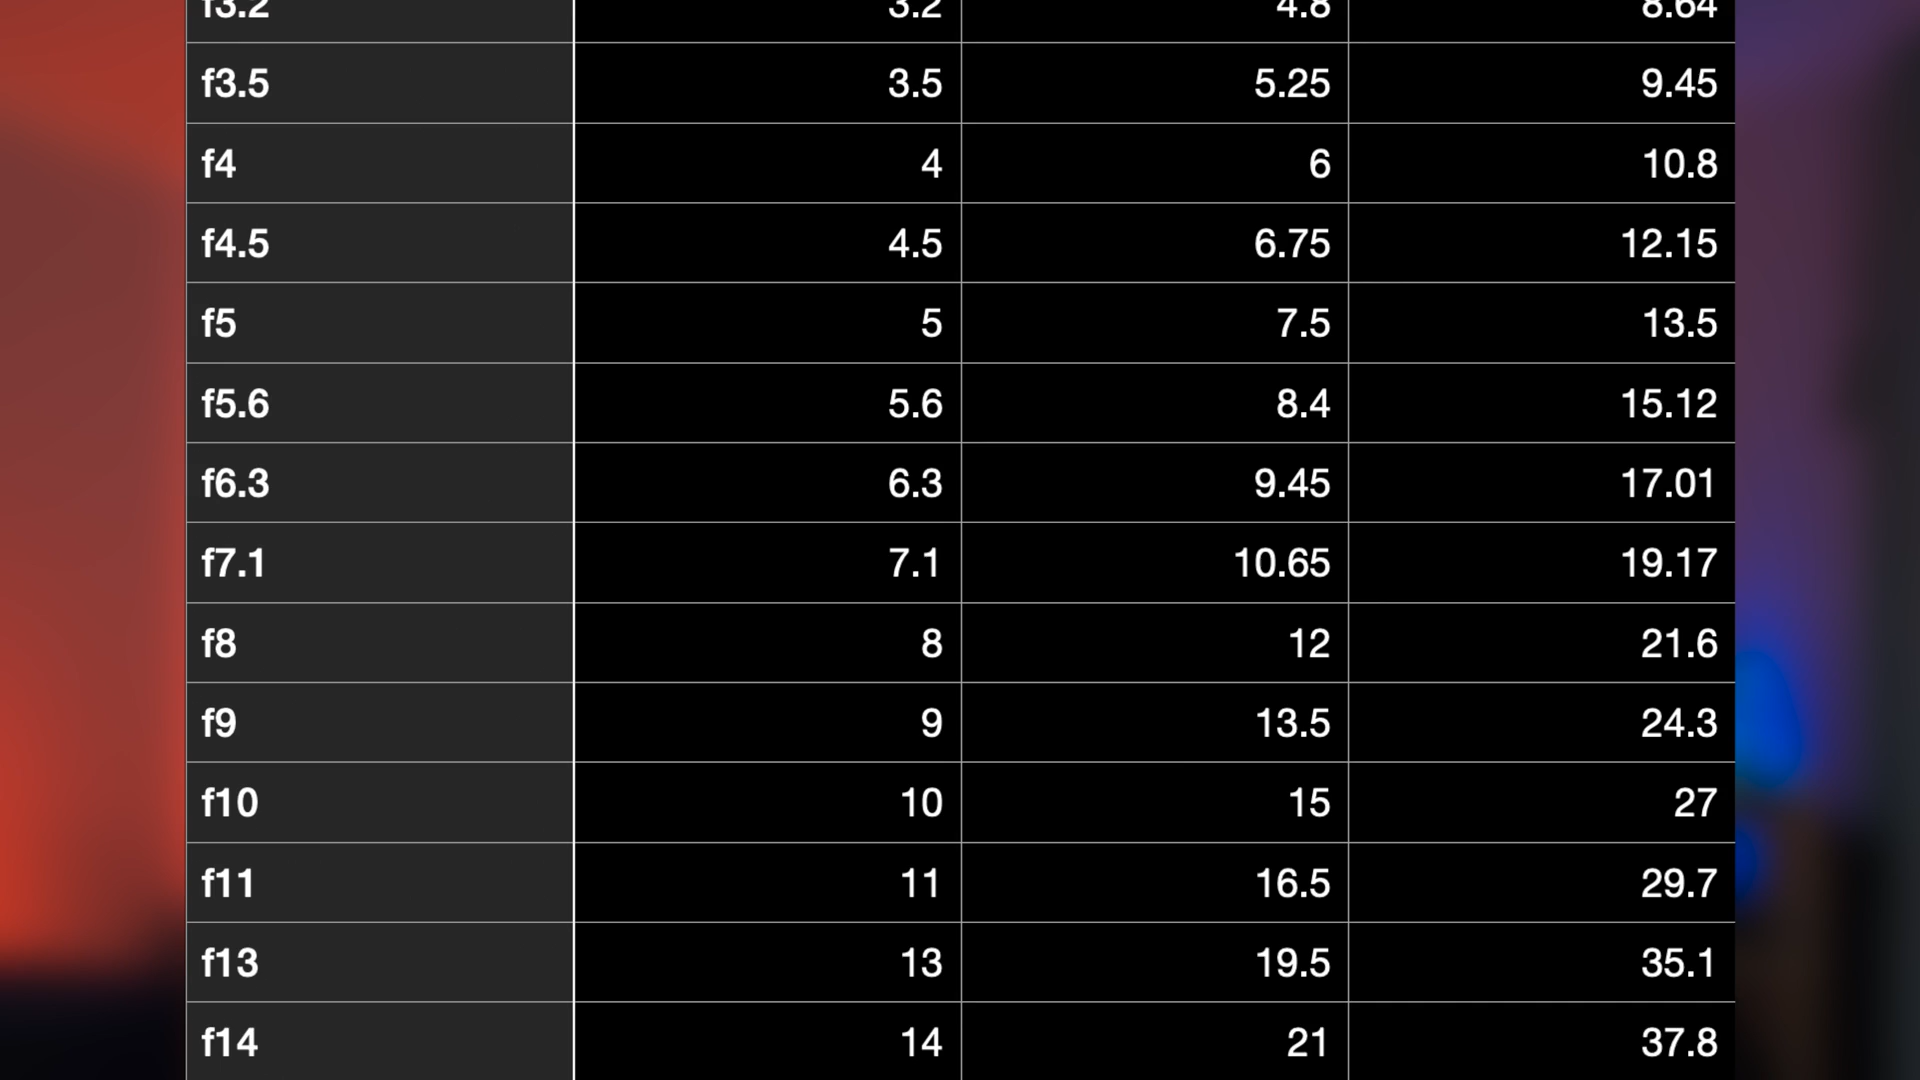 f3.2 3.2 4.8 8.64
f3.5 3.5 5.25 9.45
f4 4 6 10.8
f4.5 4.5 6.75 12.15
f5 5 7.5 13.5
f5.6 5.6 8.4 15.12
f6.3 6.3 9.45 17.01
f7.1 7.1 10.65 19.17
f8 8 12 21.6
f9 9 13.5 24.3
f10 10 15 27
f11 11 16.5 29.7
f13 13 19.5 35.1
f14 14 21 37.8